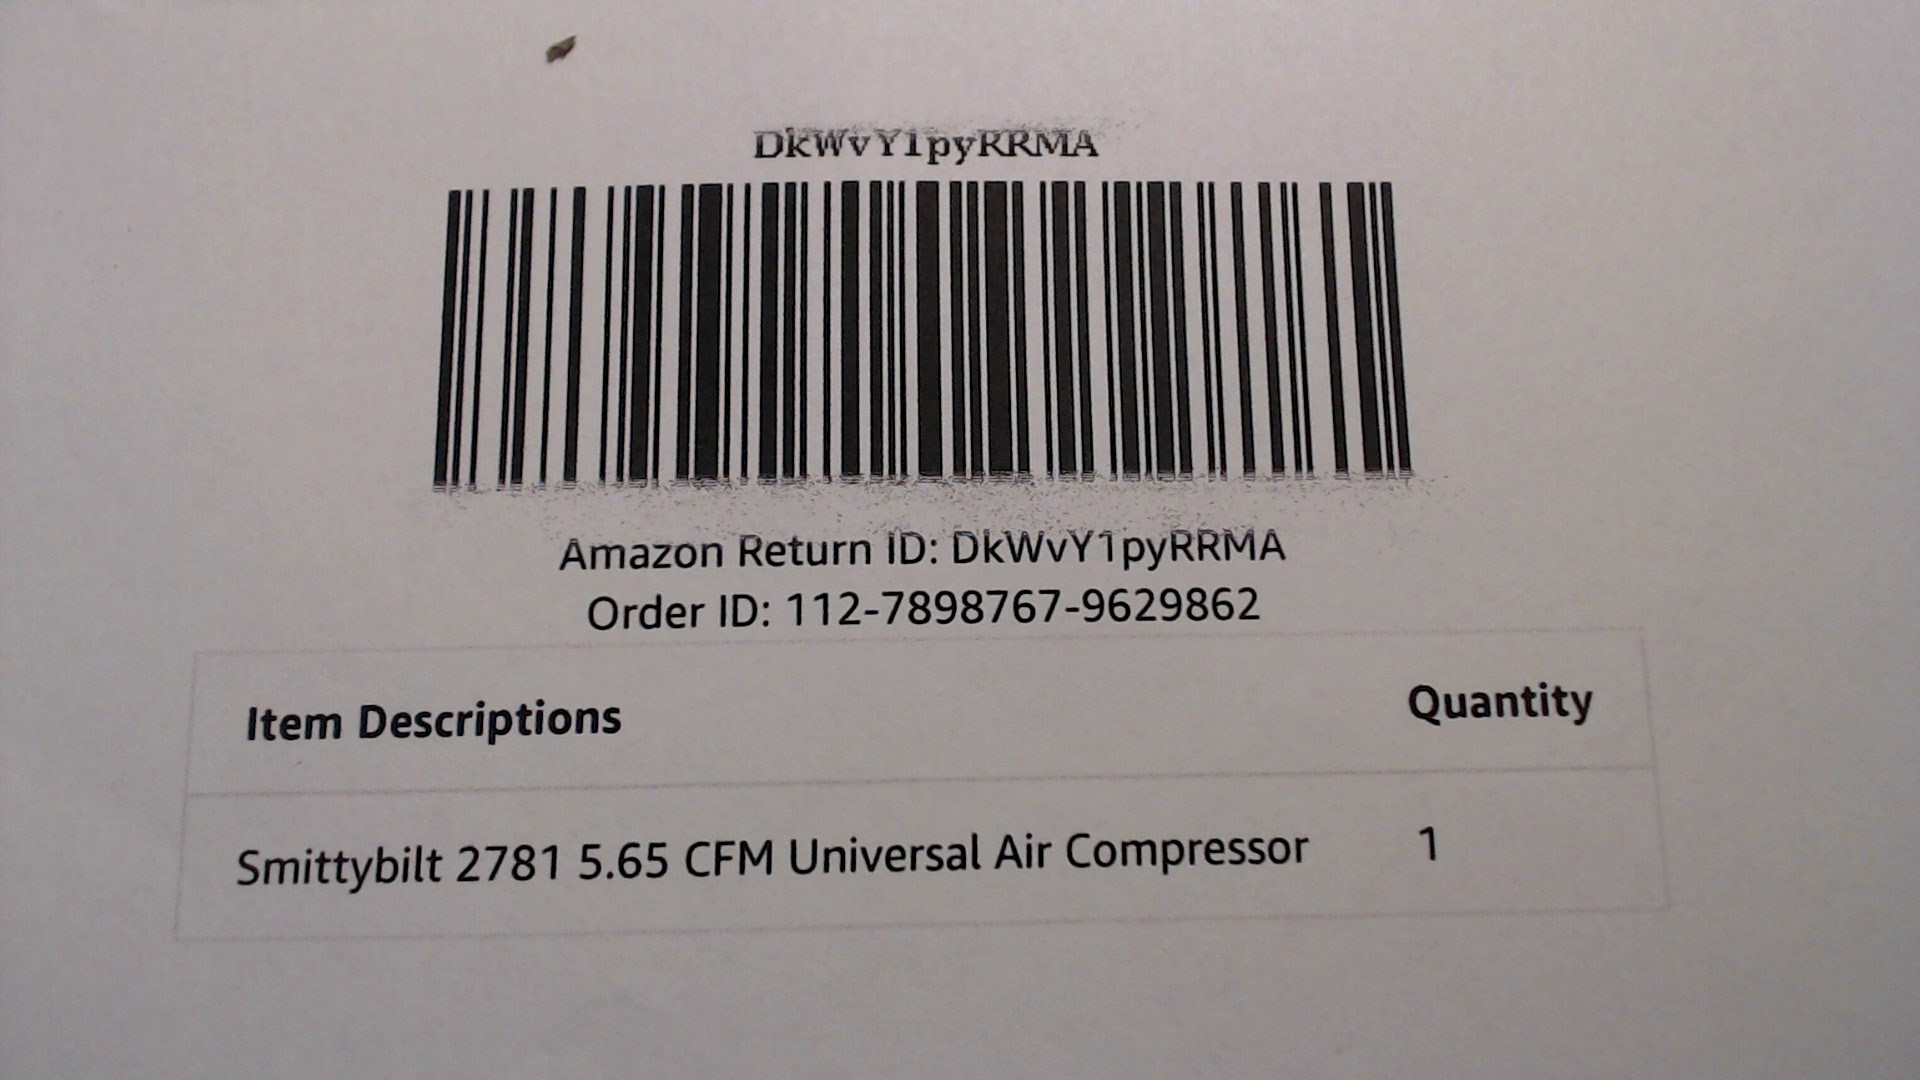 DkWvY1pyRRMA
Amazon Return ID: DkWvY1pyRRMA
Order ID: 112-7898767-9629862
Item Descriptions Quantity
Smittybilt 2781 5.65 CFM Universal Air Compressor 1